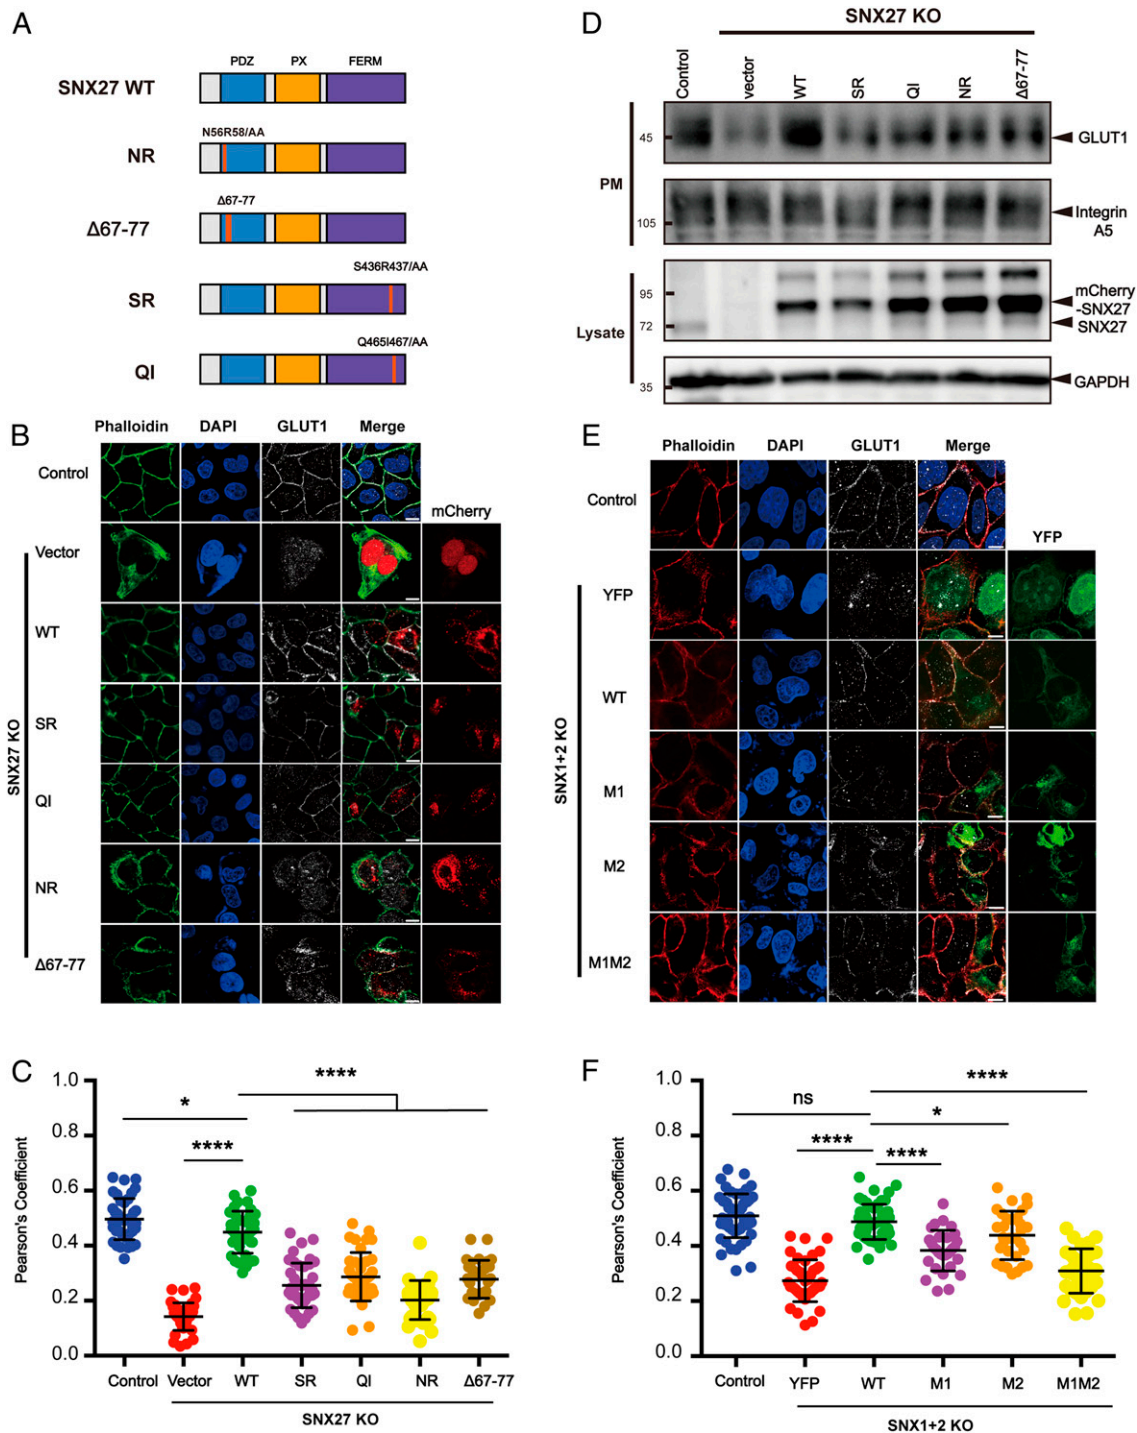 A
PDZ PX FERM
SNX27 WT
N56R58/AA
NR
Δ67-77
Δ67-77
S436R437/AA
SR
Q465I467/AA
QI
D
SNX27 KO
Control vector WT SR QI NR Δ67-77
PM
45
GLUT1
105
Integrin
A5
Lysate
95
mCherry
-SNX27
72
SNX27
35
GAPDH
B
Phalloidin DAPI GLUT1 Merge
Control
mCherry
SNX27 KO
Vector
WT
SR
QI
NR
Δ67-77
E
Phalloidin DAPI GLUT1 Merge
Control
YFP
SNX1+2 KO
YFP
WT
M1
M2
M1M2
C
Pearson's Coefficient
1.0
0.8
0.6
0.4
0.2
0.0
****
*
****
Control Vector WT SR QI NR Δ67-77
SNX27 KO
F
Pearson's Coefficient
1.0
0.8
0.6
0.4
0.2
0.0
****
ns
*
****
****
Control YFP WT M1 M2 M1M2
SNX1+2 KO